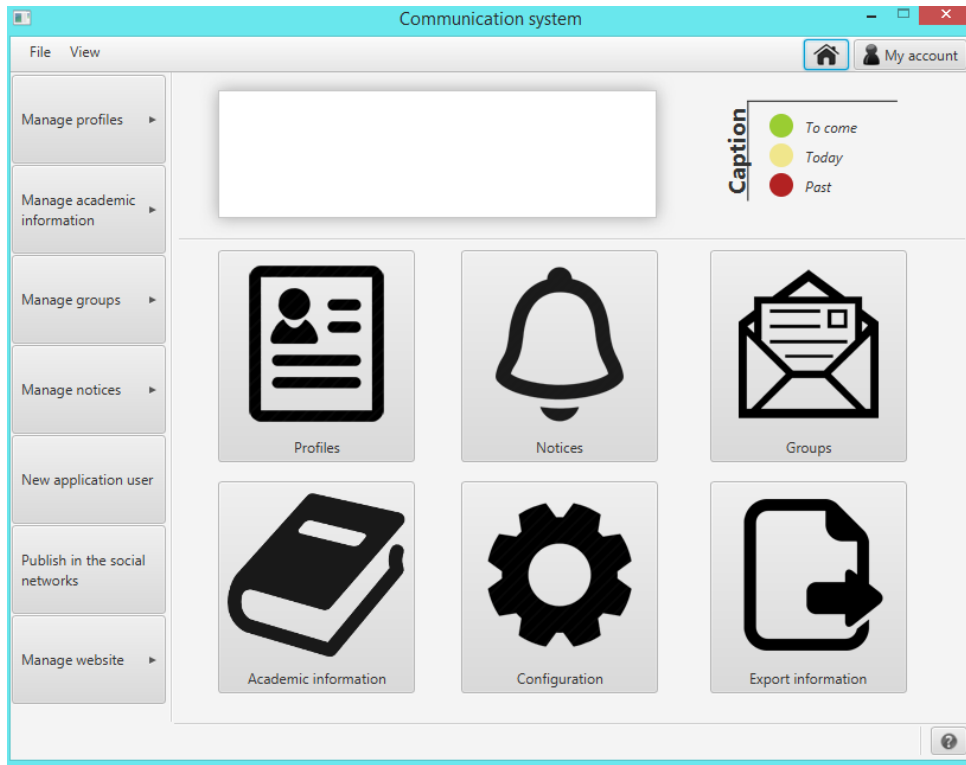 Communication system
File View
My account
Manage profiles
Manage academic
information
Manage groups
Manage notices
New application user
Publish in the social
networks
Manage website
Caption
To come
Today
Past
Profiles
Notices
Groups
Academic information
Configuration
Export information